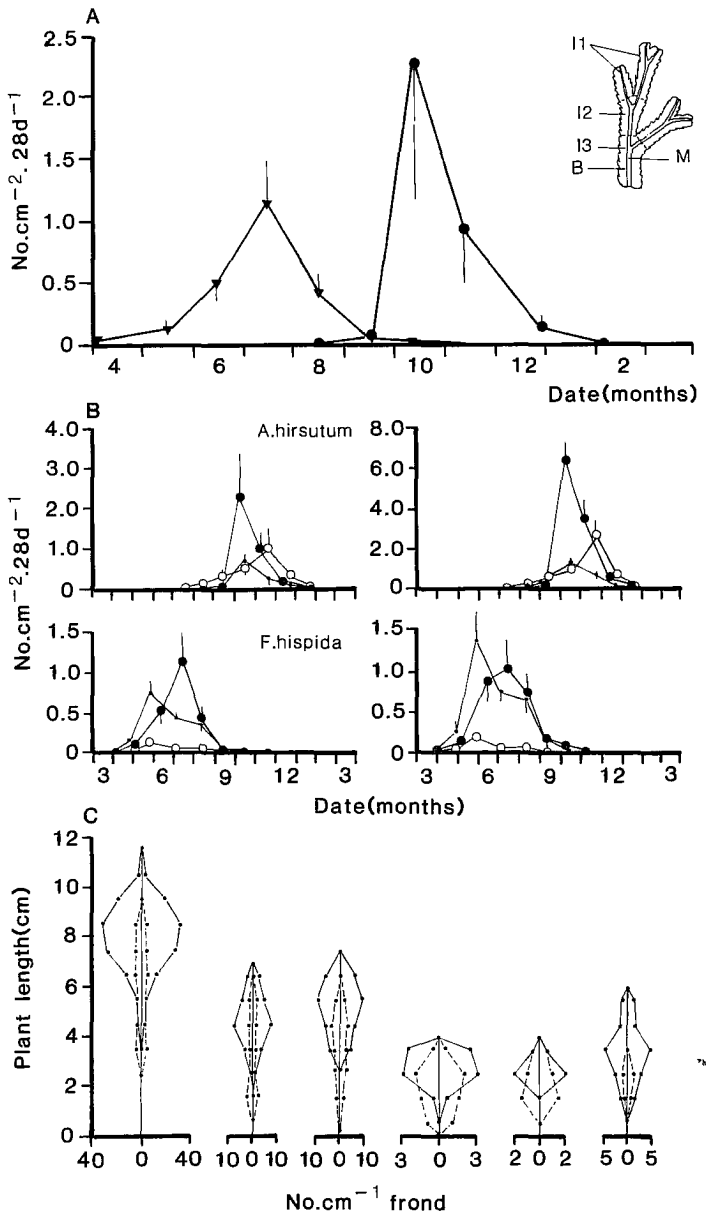 A
2.5
2.0
1.5
1.0
0.5
0
No.cm⁻².28d⁻¹
4 6 8 10 12 2
Date(months)
I1
I2
I3
B
M
B
A.hirsutum
4.0 8.0
3.0 6.0
2.0 4.0
1.0 2.0
0 0
No.cm⁻².28d⁻¹
F.hispida
1.5 1.5
1.0 1.0
0.5 0.5
0 0
3 6 9 12 3 3 6 9 12 3
Date(months)
C
12
10
8
6
4
2
0
Plant length(cm)
40 0 40 10 0 10 10 0 10 3 0 3 2 0 2 5 0 5
No.cm⁻¹ frond